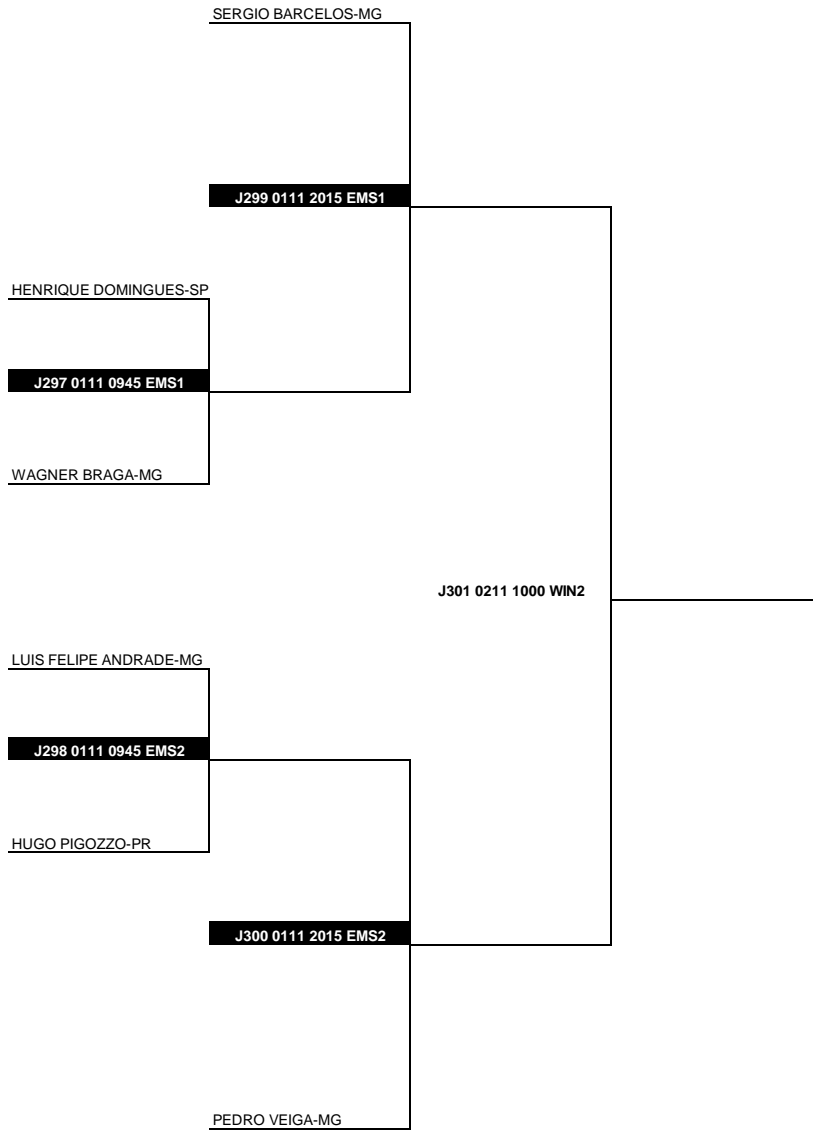 SERGIO BARCELOS-MG
J299 0111 2015 EMS1
HENRIQUE DOMINGUES-SP
J297 0111 0945 EMS1
WAGNER BRAGA-MG
J301 0211 1000 WIN2
LUIS FELIPE ANDRADE-MG
J298 0111 0945 EMS2
HUGO PIGOZZO-PR
J300 0111 2015 EMS2
PEDRO VEIGA-MG